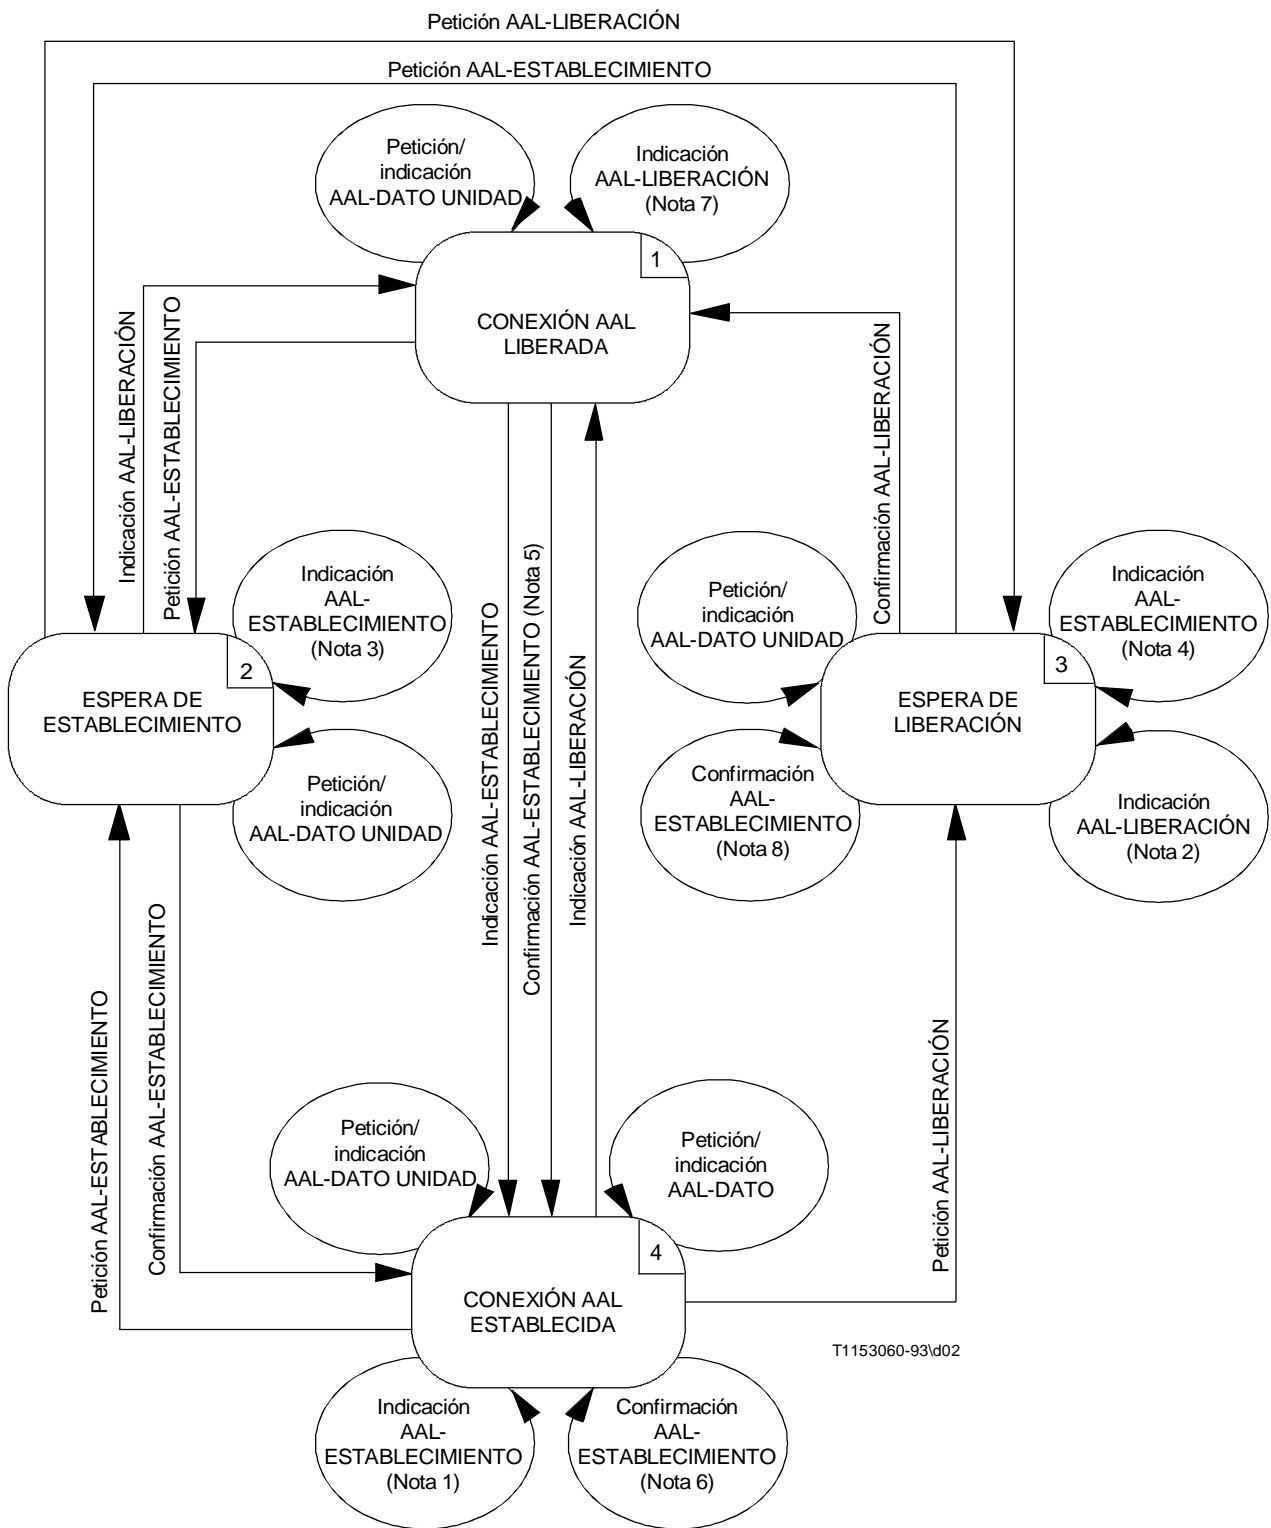 Petición AAL-LIBERACIÓN
Petición AAL-ESTABLECIMIENTO
Petición/
indicación
AAL-DATO UNIDAD
Indicación
AAL-LIBERACIÓN
(Nota 7)
1
CONEXIÓN AAL
LIBERADA
Indicación AAL-LIBERACIÓN
Petición AAL-ESTABLECIMIENTO
Confirmación AAL-LIBERACIÓN
Indicación
AAL-
ESTABLECIMIENTO
(Nota 3)
2
ESPERA DE
ESTABLECIMIENTO
Petición/
indicación
AAL-DATO UNIDAD
Indicación AAL-ESTABLECIMIENTO
Confirmación AAL-ESTABLECIMIENTO (Nota 5)
Indicación AAL-LIBERACIÓN
Petición/
indicación
AAL-DATO UNIDAD
Indicación
AAL-
ESTABLECIMIENTO
(Nota 4)
3
ESPERA DE
LIBERACIÓN
Confirmación
AAL-
ESTABLECIMIENTO
(Nota 8)
Indicación
AAL-LIBERACIÓN
(Nota 2)
Petición AAL-ESTABLECIMIENTO
Confirmación AAL-ESTABLECIMIENTO
Petición AAL-LIBERACIÓN
Petición/
indicación
AAL-DATO UNIDAD
Petición/
indicación
AAL-DATO
4
CONEXIÓN AAL
ESTABLECIDA
T1153060-93\d02
Indicación
AAL-
ESTABLECIMIENTO
(Nota 1)
Confirmación
AAL-
ESTABLECIMIENTO
(Nota 6)